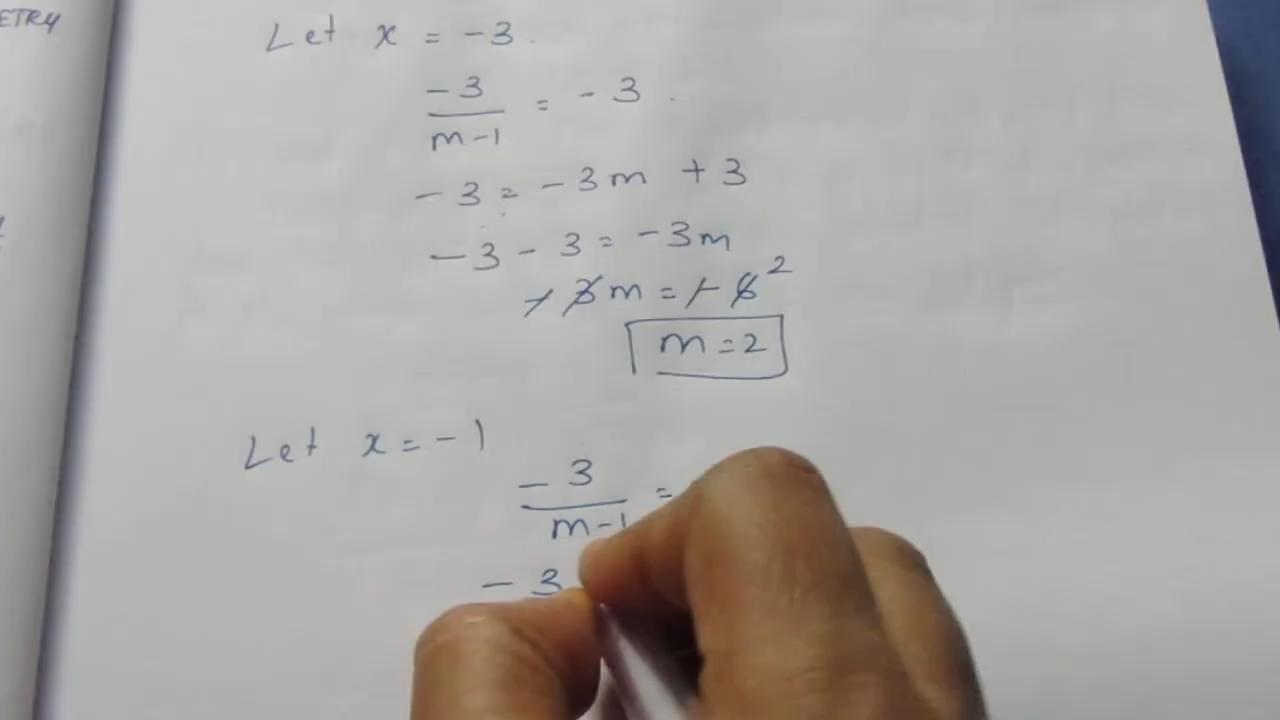 ETRY
Let x = -3.
-3/m-1 = -3.
-3 = -3m + 3
-3 - 3 = -3m
-3m = -6 2
m = 2
Let x = -1
-3/m-1 =
-3